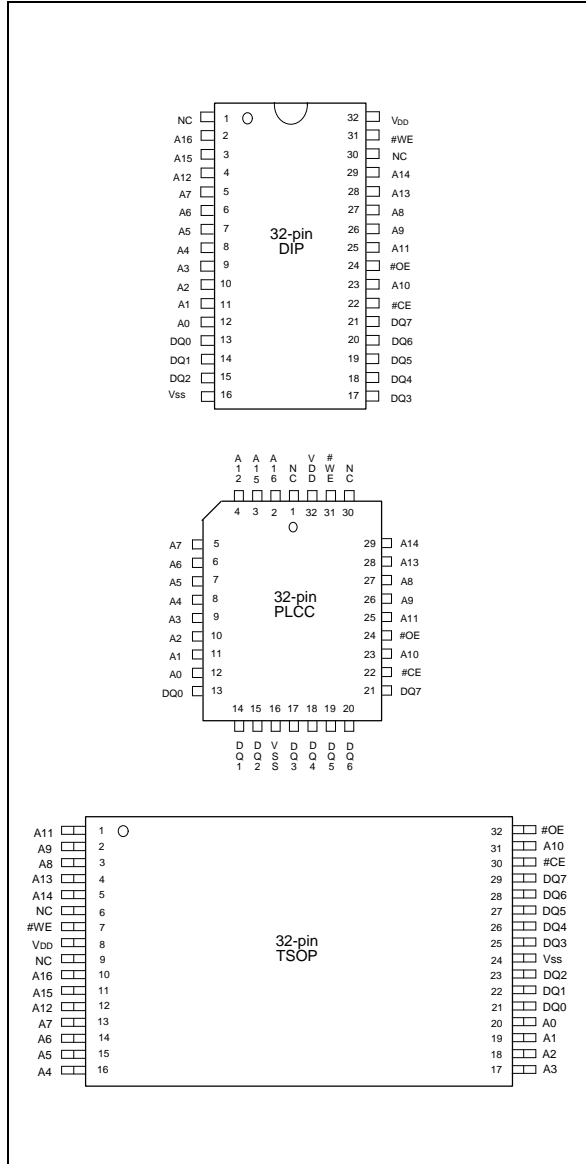 NC 1 32 VDD
A16 2 31 #WE
A15 3 30 NC
A12 4 29 A14
A7 5 28 A13
A6 6 27 A8
A5 7 26 A9
A4 8 25 A11
A3 9 24 #OE
A2 10 23 A10
A1 11 22 #CE
A0 12 21 DQ7
DQ0 13 20 DQ6
DQ1 14 19 DQ5
DQ2 15 18 DQ4
Vss 16 17 DQ3
32-pin
DIP
A12 A15 A16 NC VDD #WE NC
4 3 2 1 32 31 30
A7 5 29 A14
A6 6 28 A13
A5 7 27 A8
A4 8 26 A9
A3 9 25 A11
A2 10 24 #OE
A1 11 23 A10
A0 12 22 #CE
DQ0 13 21 DQ7
32-pin
PLCC
14 15 16 17 18 19 20
DQ1 DQ2 VSS DQ3 DQ4 DQ5 DQ6
A11 1 32 #OE
A9 2 31 A10
A8 3 30 #CE
A13 4 29 DQ7
A14 5 28 DQ6
NC 6 27 DQ5
#WE 7 26 DQ4
VDD 8 25 DQ3
NC 9 24 Vss
A16 10 23 DQ2
A15 11 22 DQ1
A12 12 21 DQ0
A7 13 20 A0
A6 14 19 A1
A5 15 18 A2
A4 16 17 A3
32-pin
TSOP